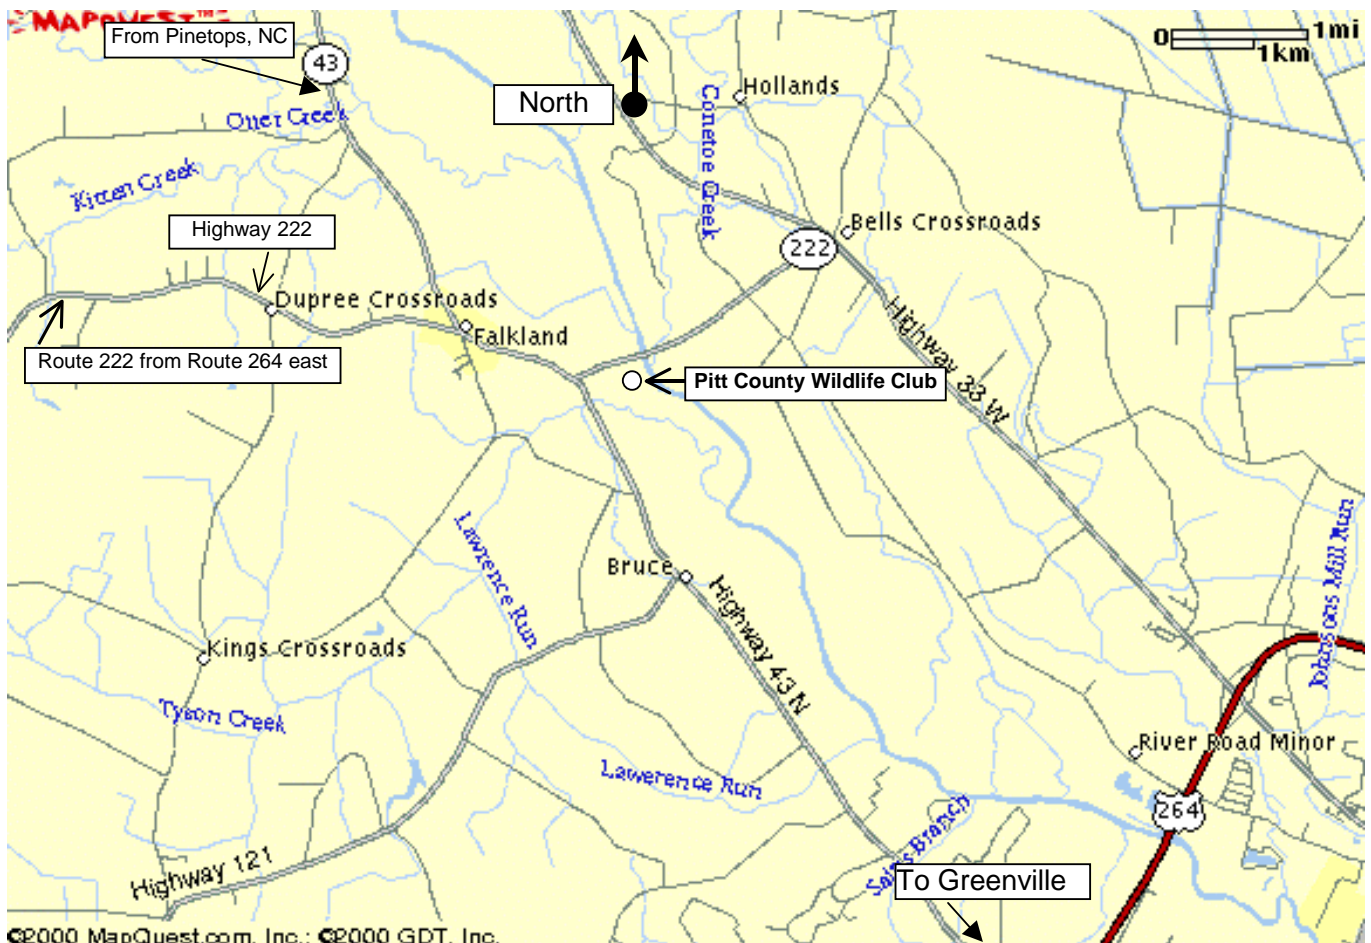 MAPQUEST™
From Pinetops, NC
43
North
0 1mi
1km
Hollands
Conetoe Creek
Otter Creek
Kitten Creek
Highway 222
Bells Crossroads
222
Dupree Crossroads
Falkland
Highway 33 W
Route 222 from Route 264 east
Pitt County Wildlife Club
Lawrence Run
Bruce
Highway 43 N
Johnsons Mill Run
Kings Crossroads
Tyson Creek
River Road Minor
Lawerence Run
264
Sains Branch
To Greenville
Highway 121
©2000 MapQuest.com, Inc.; ©2000 GDT, Inc.